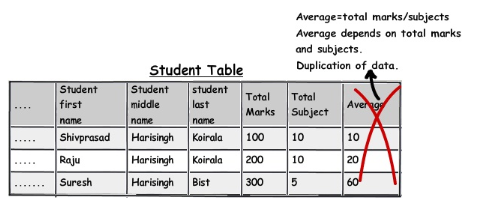 Average=total marks/subjects
Average depends on total marks
and subjects.
Duplication of data.
Student Table
.... Student first name Student middle name student last name Total Marks Total Subject Average
..... Shivprasad Harisingh Koirala 100 10 10
..... Raju Harisingh Koirala 200 10 20
....... Suresh Harisingh Bist 300 5 60